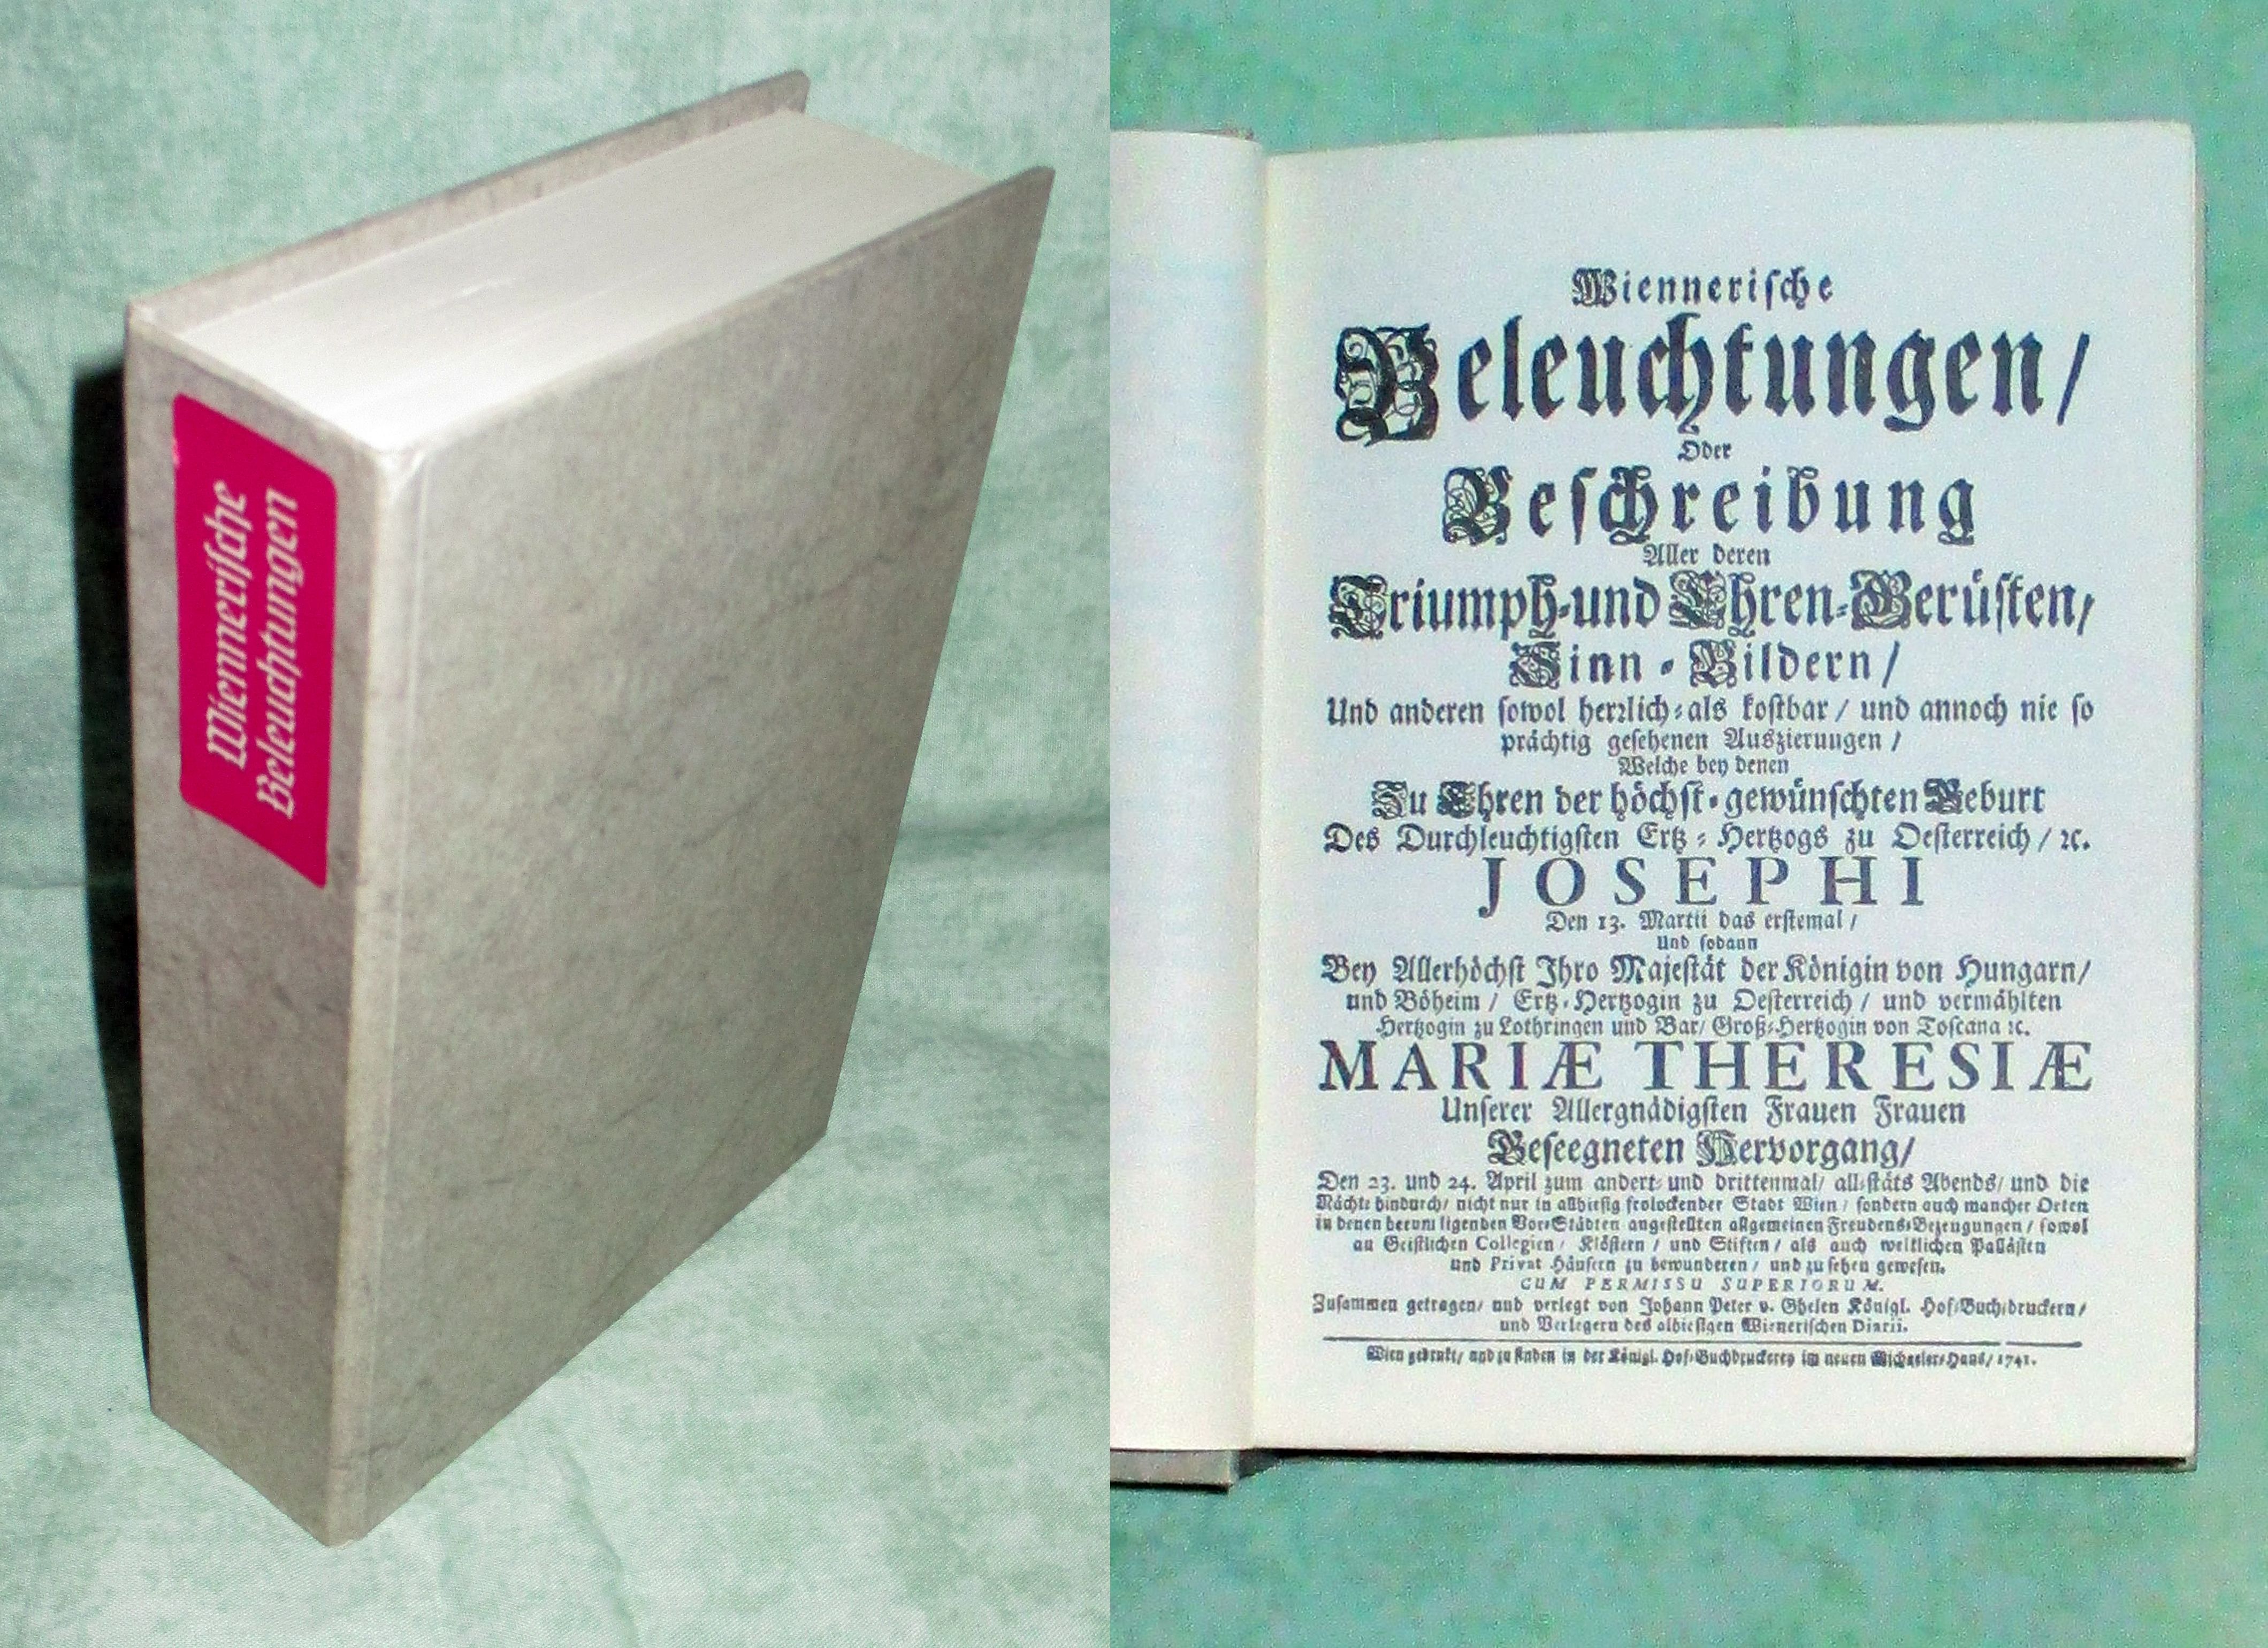 Wiennerische
Beleuchtungen
Wiennerische
Beleuchtungen/
Oder
Beschreibung
Aller deren
Triumph-und Ehren-Gerüsten,
Sinn-Bildern/
Und anderen sowol herrlich-als kostbar/ und annoch nie so
prächtig gesehenen Auszierungen/
Welche bey denen
Zu Ehren der höchst-gewünschten Geburt
Des Durchleuchtigsten Ertz-Hertzogs zu Oesterreich/ ꝛc.
JOSEPHI
Den 13. Martii das erstemal/
Und sodann
Bey Allerhöchst Ihro Majestät der Königin von Hungarn/
und Böheim/ Ertz-Hertzogin zu Oesterreich/ und vermählten
Hertzogin zu Lothringen und Bar/ Groß-Hertzogin von Toscana ꝛc.
MARIÆ THERESIÆ
Unserer Allergnädigsten Frauen Frauen
Geseegneten Hervorgang/
Den 23. und 24. April zum andert-und drittenmal/ all-stäts Abends/ und die
Nächte hindurch/ nicht nur in allhiesig frolockender Stadt Wien/ sondern auch mancher Orten
in denen herum ligenden Vor-Städten angestellten allgemeinen Freudens-Bezeugungen/ sowol
an Geistlichen Collegien/ Klöstern/ und Stiften/ als auch weltlichen Pallästen
und Privat Häusern zu bewunderen/ und zu sehen gewesen.
CUM PERMISSU SUPERIORUM.
Zusammen getragen/ und verlegt von Johann Peter v. Ghelen Königl. Hof-Buchdruckern/
und Verlegern des alhiesigen Wienerischen Diarii.
Wien gedrukt/ und zu finden in der Königl. Hof-Buchdruckerey im neuen Michaeler-Haus/ 1741.